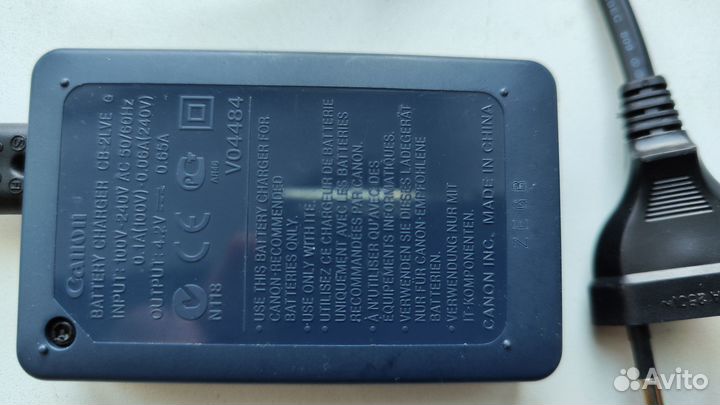 Canon
BATTERY CHARGER CB-2LVE G
INPUT: 100V-240V AC 50/60Hz
0.1A(100V)-0.06A(240V)
OUTPUT: 4.2V 0.65A
CE
N718
V04484
• USE THIS BATTERY CHARGER FOR
CANON-RECOMMENDED
BATTERIES ONLY.
• USE ONLY WITH ITE.
• UTILISEZ CE CHARGEUR DE BATTERIE
UNIQUEMENT AVEC LES BATTERIES
RECOMMANDÉES PAR CANON.
• À N'UTILISER QU'AVEC DES
ÉQUIPEMENTS INFORMATIQUES.
• VERWENDEN SIE DIESES LADEGERÄT
NUR FÜR CANON-EMPFOHLENE
BATTERIEN.
• VERWENDUNG NUR MIT
IT-KOMPONENTEN.
CANON INC. MADE IN CHINA
Avito